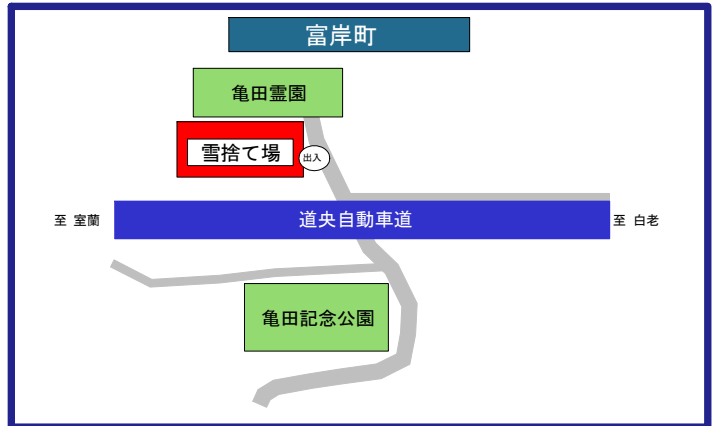 富岸町
亀田霊園
雪捨て場
出入
至 室蘭
道央自動車道
至 白老
亀田記念公園